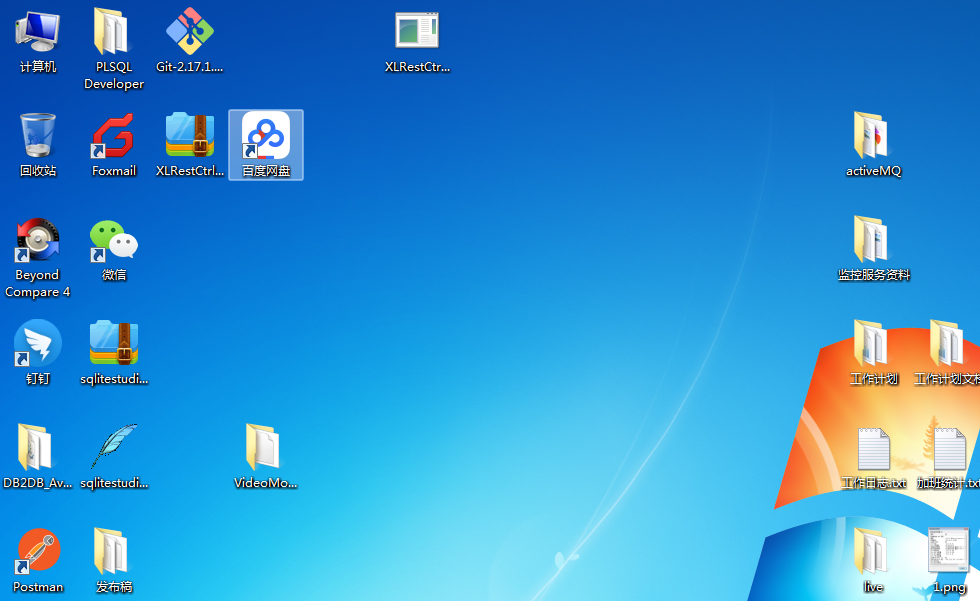 计算机
PLSQL
Developer
Git-2.17.1....
XLRestCtr...
回收站
Foxmail
XLRestCtrl...
百度网盘
activeMQ
Beyond
Compare 4
微信
监控服务资料
钉钉
sqlitestudi...
工作计划
工作计划文档
DB2DB_Av...
sqlitestudi...
VideoMo...
工作日志.txt
加班统计.txt
Postman
发布稿
live
1.png